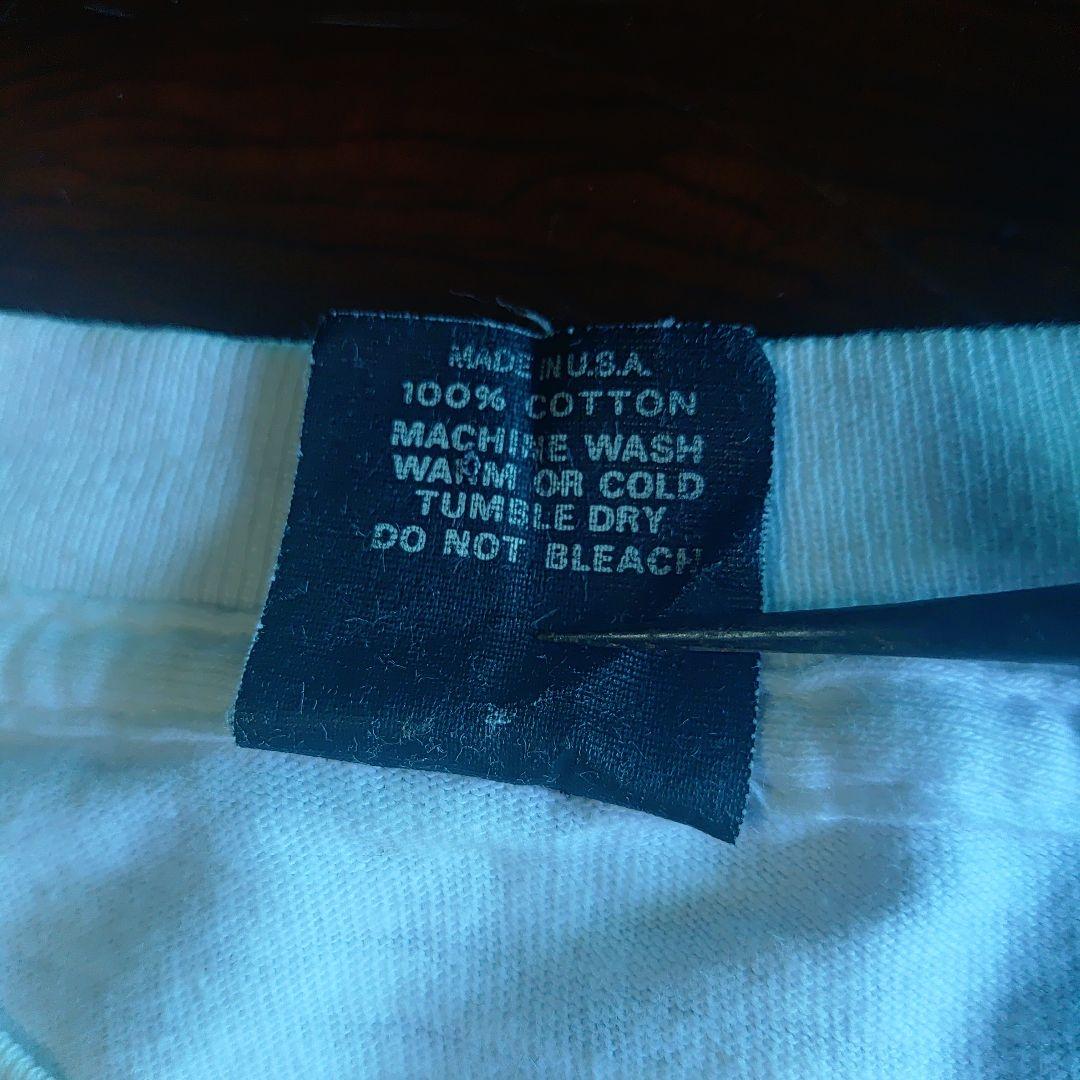 MADE IN U.S.A.
100% COTTON
MACHINE WASH
WARM OR COLD
TUMBLE DRY
DO NOT BLEACH